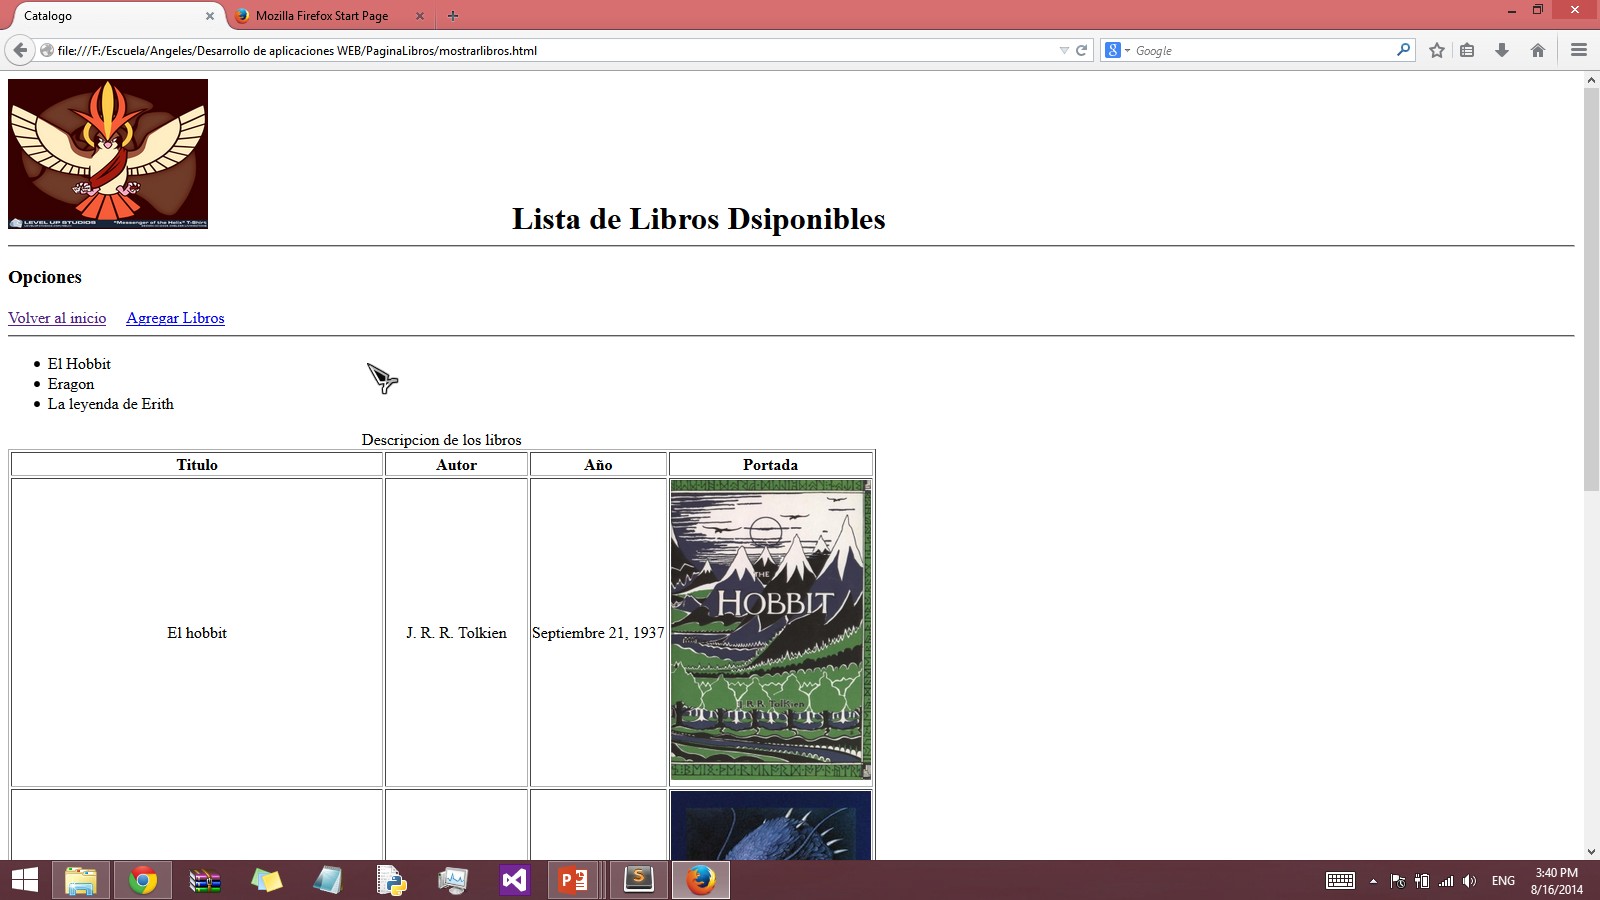 Catalogo
Mozilla Firefox Start Page
file:///F:/Escuela/Angeles/Desarrollo de aplicaciones WEB/PaginaLibros/mostrarlibros.html
Google
LEVEL UP STUDIOS "Messenger of the Helix" T-Shirt
Lista de Libros Dsiponibles
Opciones
Volver al inicio Agregar Libros
El Hobbit
Eragon
La leyenda de Erith
Descripcion de los libros
Titulo Autor Año Portada
El hobbit J. R. R. Tolkien Septiembre 21, 1937
THE
HOBBIT
J.R.R. Tolkien
ENG
3:40 PM
8/16/2014